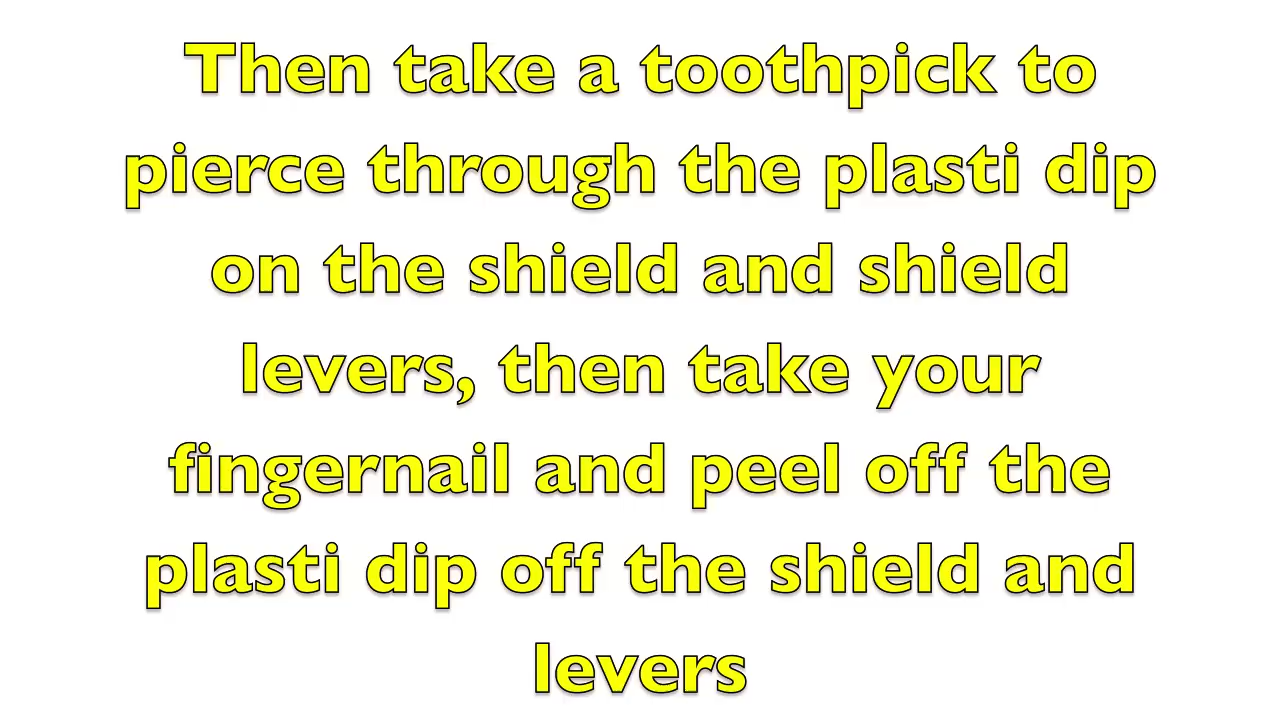 Then take a toothpick to
pierce through the plasti dip
on the shield and shield
levers, then take your
fingernail and peel off the
plasti dip off the shield and
levers